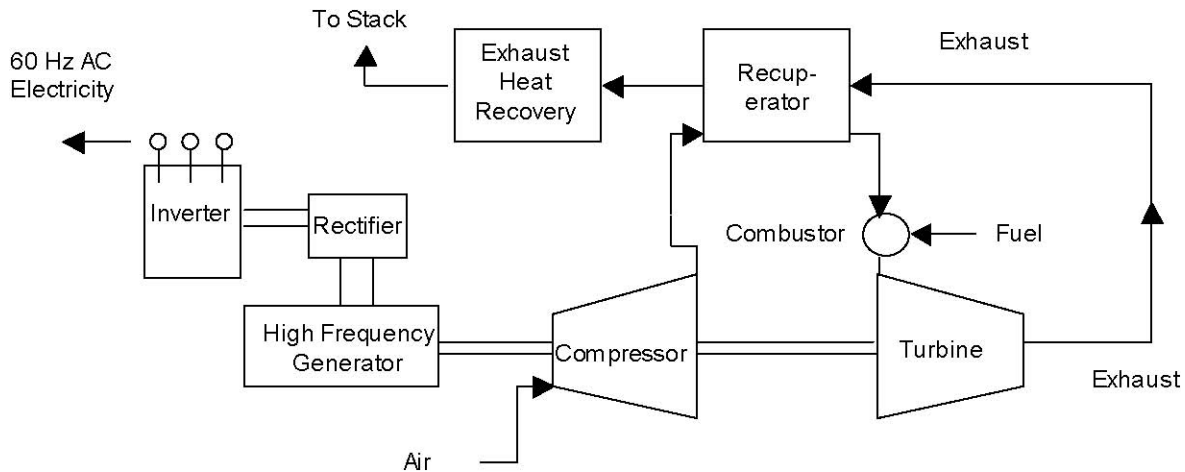 To Stack
60 Hz AC
Electricity
Exhaust
Heat
Recovery
Recup-
erator
Exhaust
Inverter
Rectifier
Combustor
Fuel
High Frequency
Generator
Compressor
Turbine
Exhaust
Air